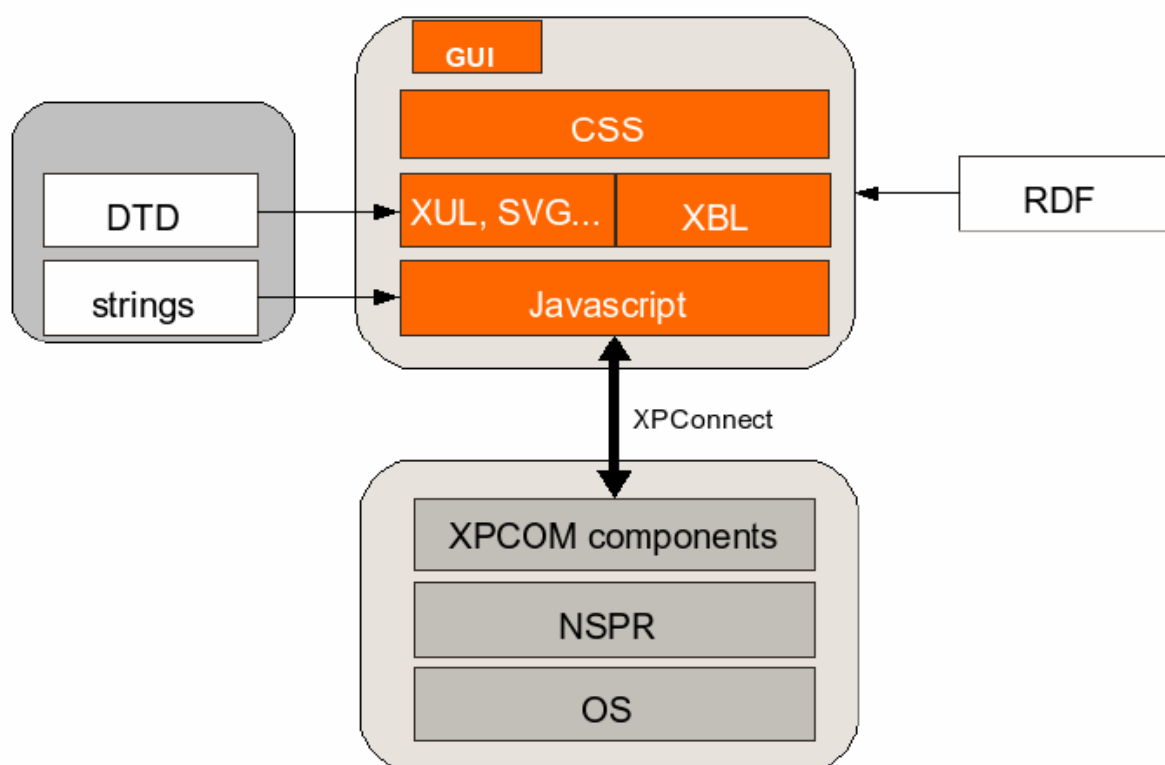 GUI
CSS
DTD
XUL, SVG...
XBL
RDF
strings
Javascript
XPConnect
XPCOM components
NSPR
OS